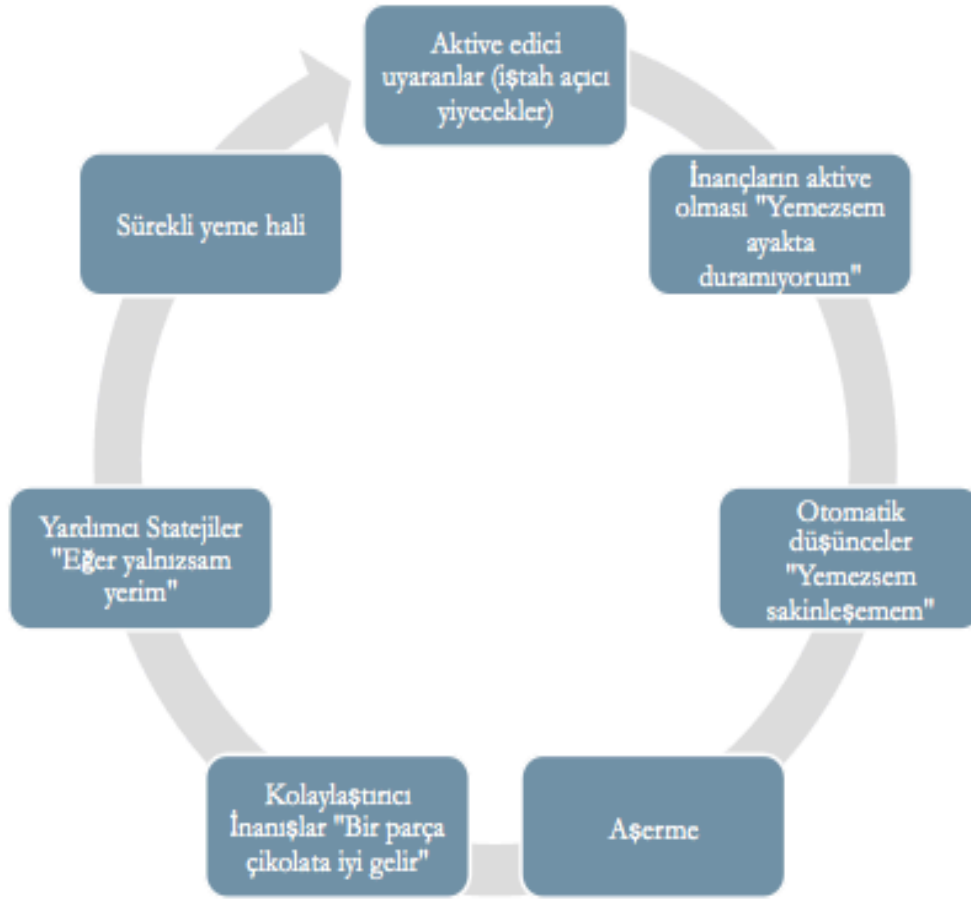 Aktive edici
uyaranlar (iştah açıcı
yiyecekler)
İnançların aktive
olması "Yemezsem
ayakta
duramıyorum"
Otomatik
düşünceler
"Yemezsem
sakinleşemem"
Aşerme
Kolaylaştırıcı
İnanışlar "Bir parça
çikolata iyi gelir"
Yardımcı Statejiler
"Eğer yalnızsam
yerim"
Sürekli yeme hali